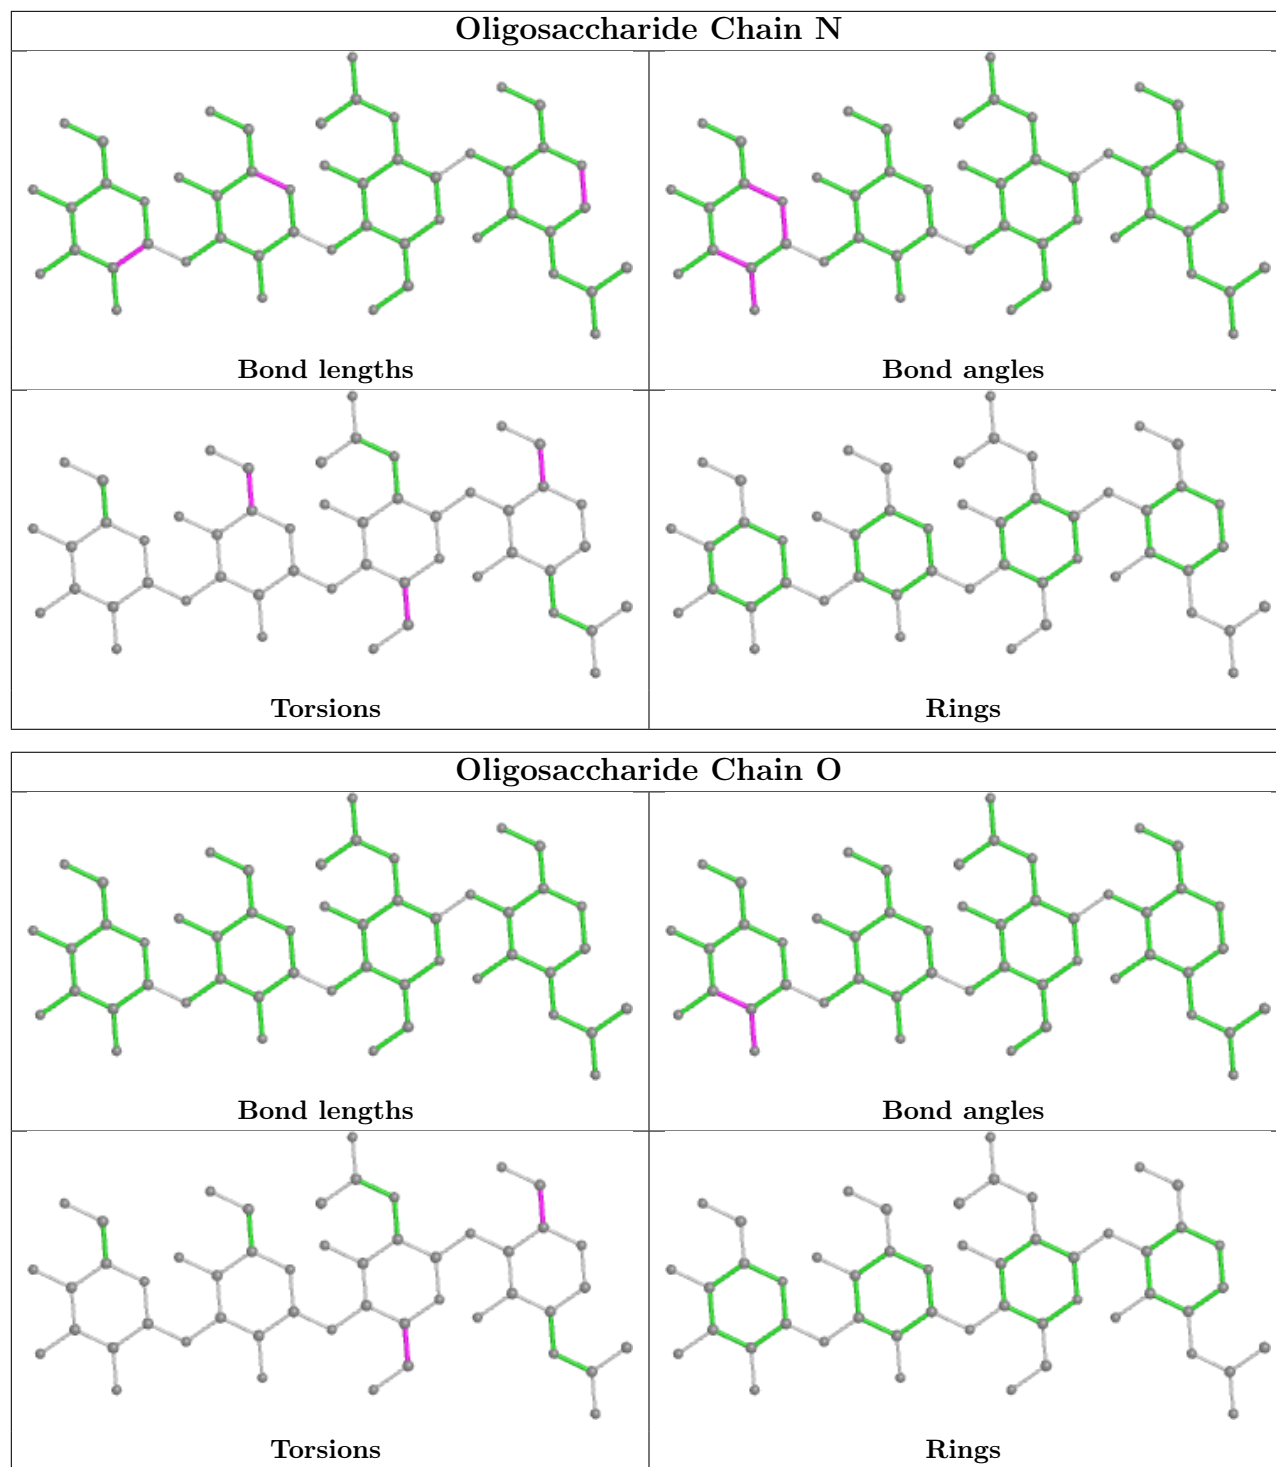 Oligosaccharide Chain N
Bond lengths
Bond angles
Torsions
Rings
Oligosaccharide Chain O
Bond lengths
Bond angles
Torsions
Rings